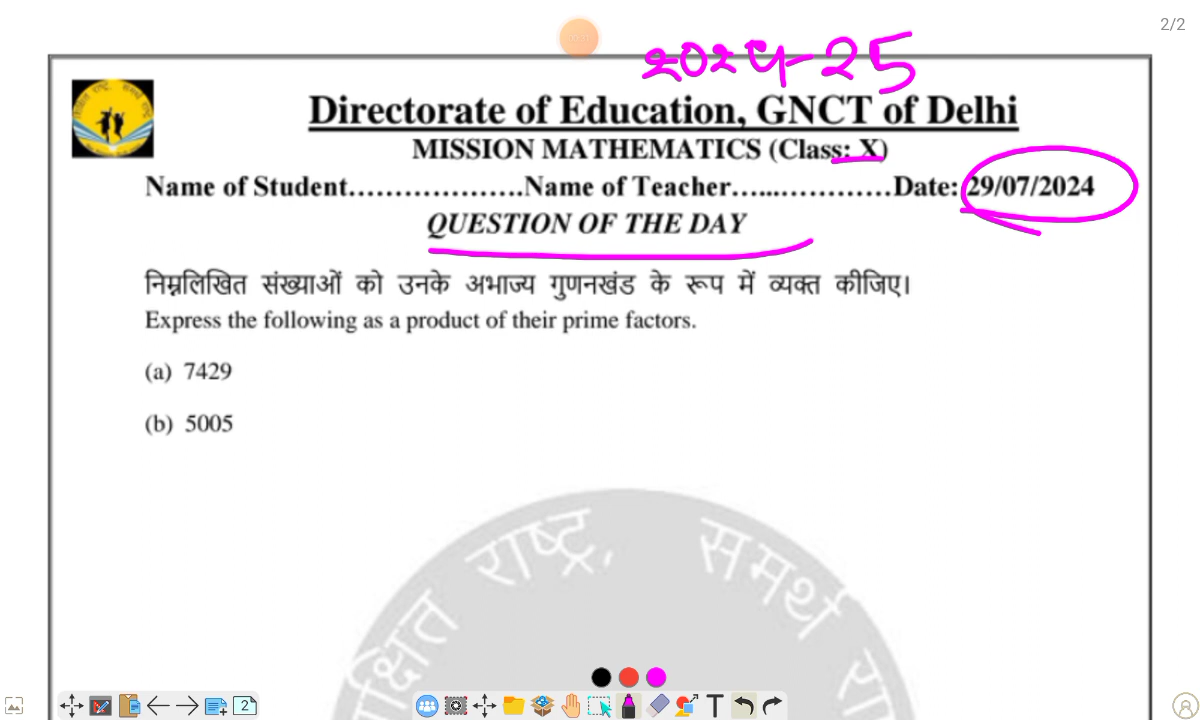 2/2
2024-25
Directorate of Education, GNCT of Delhi
MISSION MATHEMATICS (Class: X)
Name of Student...................Name of Teacher..................Date: 29/07/2024
QUESTION OF THE DAY
निम्नलिखित संख्याओं को उनके अभाज्य गुणनखंड के रूप में व्यक्त कीजिए।
Express the following as a product of their prime factors.
(a) 7429
(b) 5005
राष्ट्र, समर्थ
2